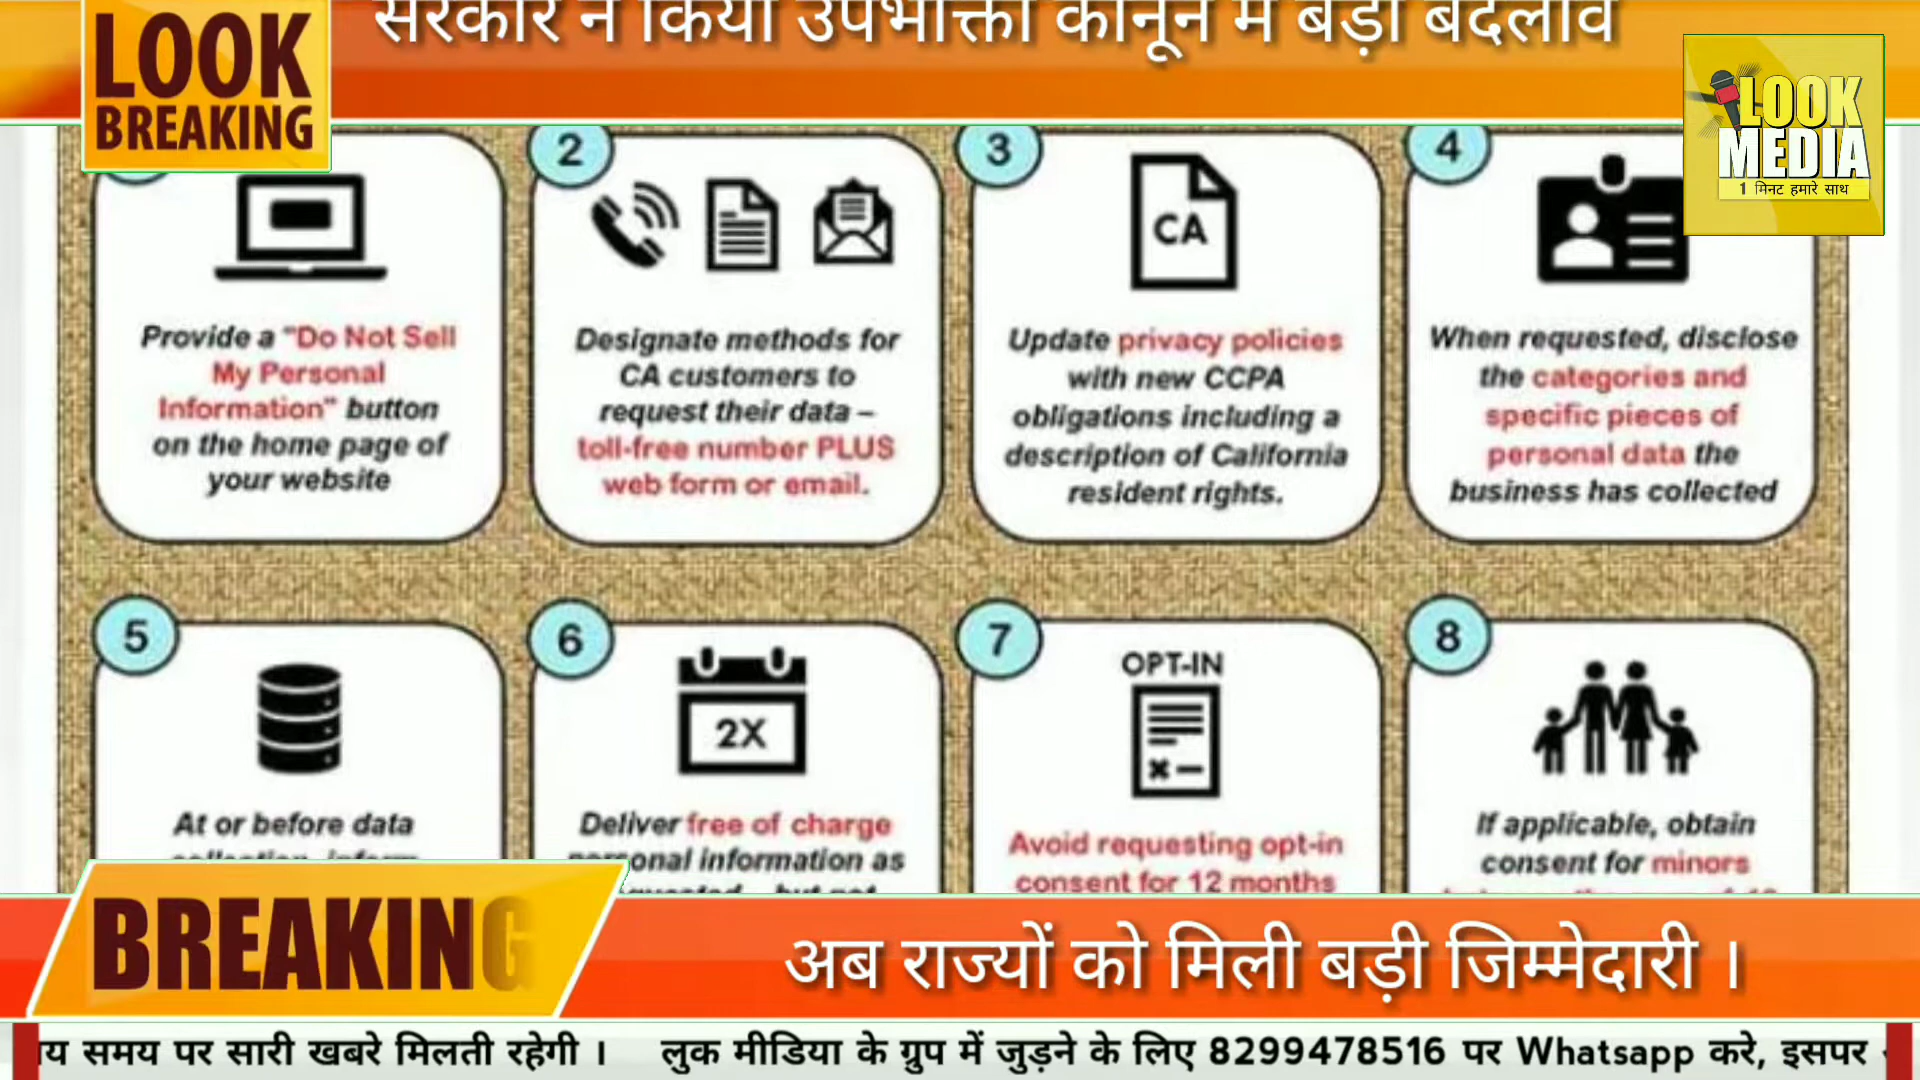 सरकार ने किया उपभोक्ता कानून में बड़ा बदलाव
LOOK
BREAKING
LOOK
MEDIA
1 मिनट हमारे साथ
2
3
4
CA
Provide a "Do Not Sell
My Personal
Information" button
on the home page of
your website
Designate methods for
CA customers to
request their data –
toll-free number PLUS
web form or email.
Update privacy policies
with new CCPA
obligations including a
description of California
resident rights.
When requested, disclose
the categories and
specific pieces of
personal data the
business has collected
5
6
7
8
2X
OPT-IN
At or before data
Deliver free of charge
information as
Avoid requesting opt-in
consent for 12 months
If applicable, obtain
consent for minors
BREAKING
अब राज्यों को मिली बड़ी जिम्मेदारी ।
समय पर सारी खबरे मिलती रहेगी । लुक मीडिया के ग्रुप में जुड़ने के लिए 8299478516 पर Whatsapp करे, इसपर